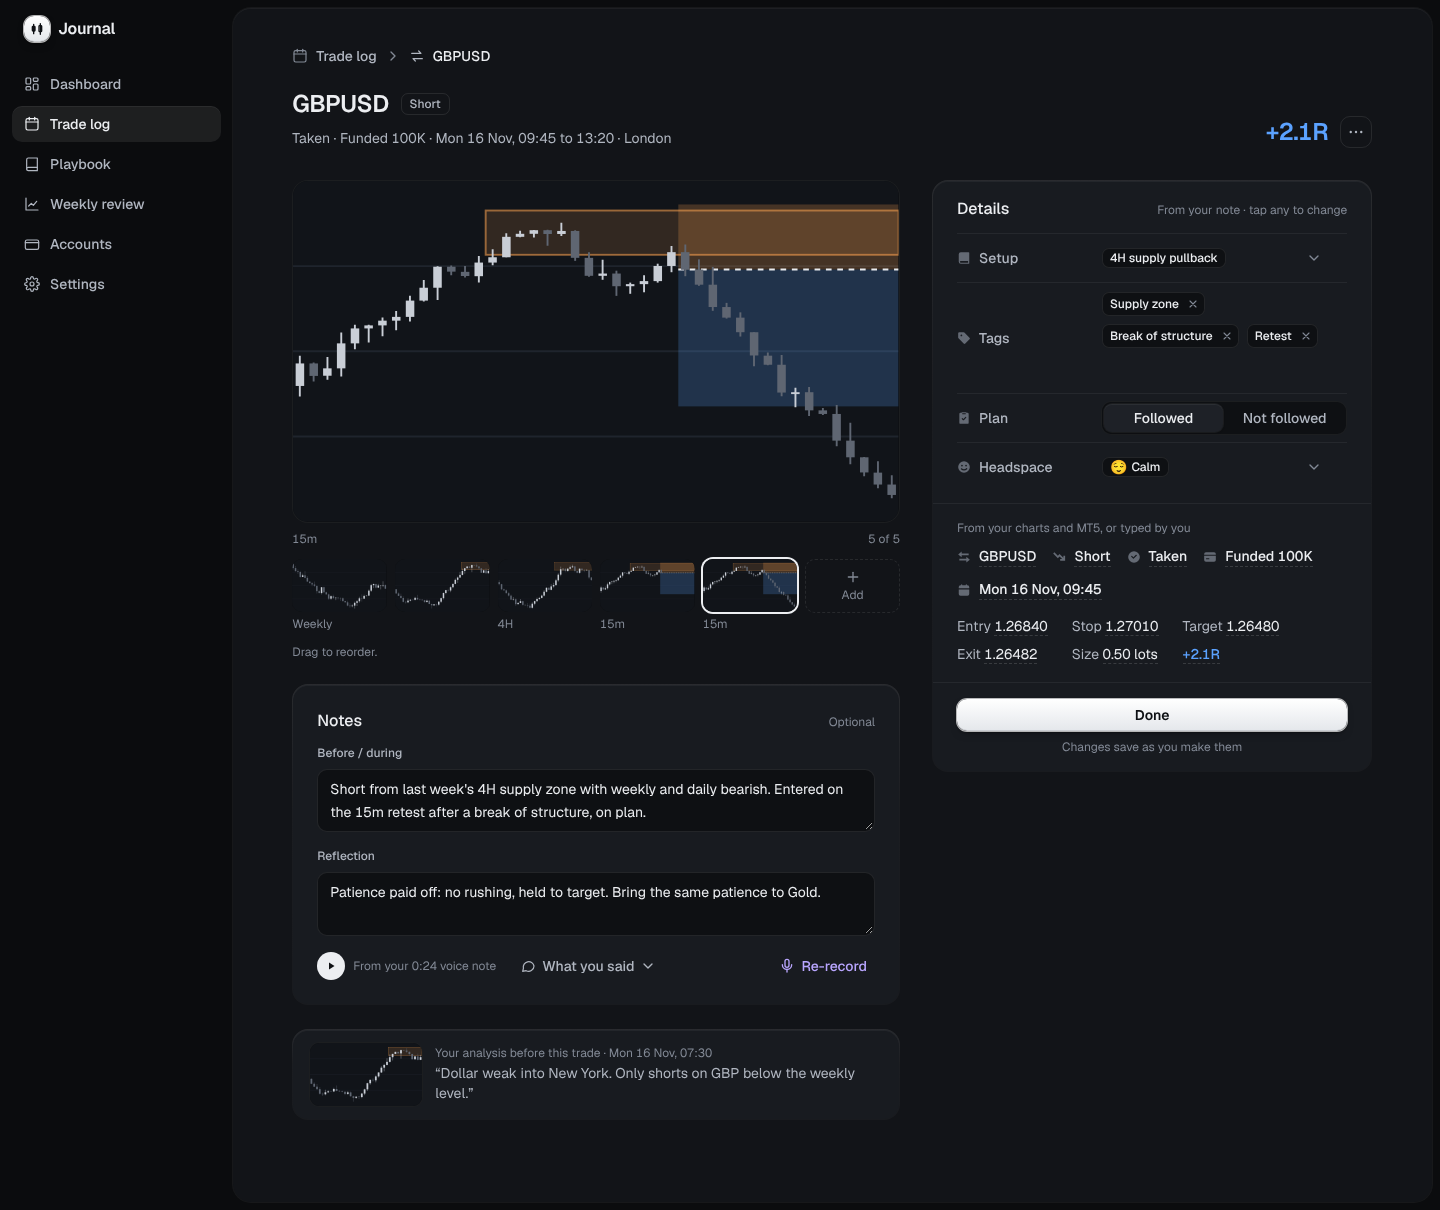 Journal
Dashboard
Trade log
Playbook
Weekly review
Accounts
Settings
Trade log
GBPUSD
GBPUSD
Short
Taken · Funded 100K · Mon 16 Nov, 09:45 to 13:20 · London
+2.1R
15m
5 of 5
Add
Weekly
4H
15m
15m
Drag to reorder.
Notes
Optional
Before / during
Short from last week's 4H supply zone with weekly and daily bearish. Entered on
the 15m retest after a break of structure, on plan.
Reflection
Patience paid off: no rushing, held to target. Bring the same patience to Gold.
From your 0:24 voice note
What you said
Re-record
Your analysis before this trade · Mon 16 Nov, 07:30
“Dollar weak into New York. Only shorts on GBP below the weekly
level.”
Details
From your note · tap any to change
Setup
4H supply pullback
Tags
Supply zone
Break of structure
Retest
Plan
Followed
Not followed
Headspace
Calm
From your charts and MT5, or typed by you
GBPUSD
Short
Taken
Funded 100K
Mon 16 Nov, 09:45
Entry 1.26840
Stop 1.27010
Target 1.26480
Exit 1.26482
Size 0.50 lots
+2.1R
Done
Changes save as you make them